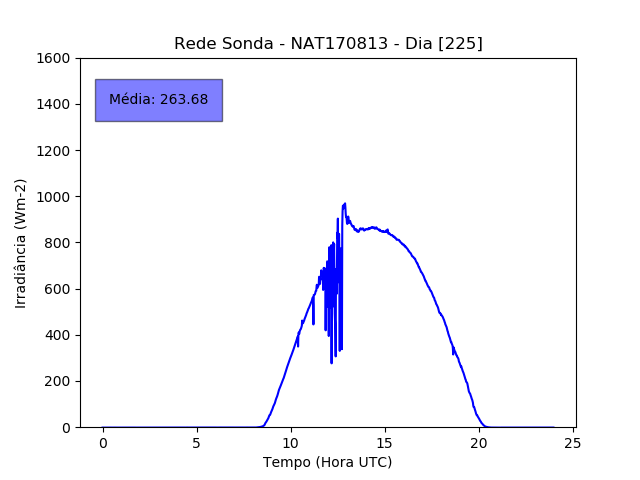 Rede Sonda - NAT170813 - Dia [225]
1600
1400
1200
1000
800
600
400
200
0
Média: 263.68
Irradiância (Wm-2)
0 5 10 15 20 25
Tempo (Hora UTC)